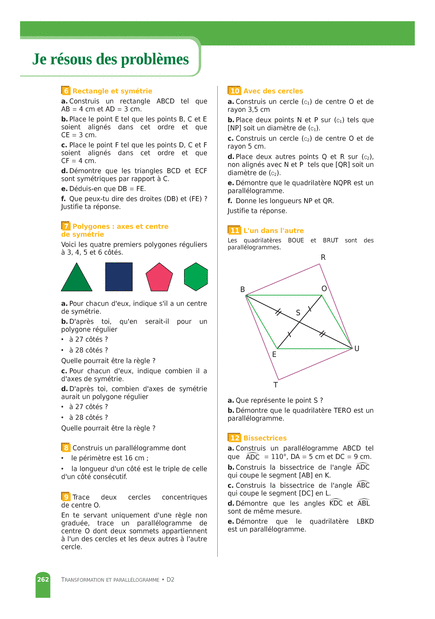 Je résous des problèmes
6 Rectangle et symétrie
a. Construis un rectangle ABCD tel que
AB = 4 cm et AD = 3 cm.
b. Place le point E tel que les points B, C et E
soient alignés dans cet ordre et que
CE = 3 cm.
c. Place le point F tel que les points D, C et F
soient alignés dans cet ordre et que
CF = 4 cm.
d. Démontre que les triangles BCD et ECF
sont symétriques par rapport à C.
e. Déduis-en que DB = FE.
f. Que peux-tu dire des droites (DB) et (FE) ?
Justifie ta réponse.
7 Polygones : axes et centre
de symétrie
Voici les quatre premiers polygones réguliers
à 3, 4, 5 et 6 côtés.
a. Pour chacun d'eux, indique s'il a un centre
de symétrie.
b. D'après toi, qu'en serait-il pour un
polygone régulier
• à 27 côtés ?
• à 28 côtés ?
Quelle pourrait être la règle ?
c. Pour chacun d'eux, indique combien il a
d'axes de symétrie.
d. D'après toi, combien d'axes de symétrie
aurait un polygone régulier
• à 27 côtés ?
• à 28 côtés ?
Quelle pourrait être la règle ?
8 Construis un parallélogramme dont
• le périmètre est 16 cm ;
• la longueur d'un côté est le triple de celle
d'un côté consécutif.
9 Trace deux cercles concentriques
de centre O.
En te servant uniquement d'une règle non
graduée, trace un parallélogramme de
centre O dont deux sommets appartiennent
à l'un des cercles et les deux autres à l'autre
cercle.
10 Avec des cercles
a. Construis un cercle (c₁) de centre O et de
rayon 3,5 cm
b. Place deux points N et P sur (c₁) tels que
[NP] soit un diamètre de (c₁).
c. Construis un cercle (c₂) de centre O et de
rayon 5 cm.
d. Place deux autres points Q et R sur (c₂),
non alignés avec N et P tels que [QR] soit un
diamètre de (c₂).
e. Démontre que le quadrilatère NQPR est un
parallélogramme.
f. Donne les longueurs NP et QR.
Justifie ta réponse.
11 L'un dans l'autre
Les quadrilatères BOUE et BRUT sont des
parallélogrammes.
R
B
O
S
E
U
T
a. Que représente le point S ?
b. Démontre que le quadrilatère TERO est un
parallélogramme.
12 Bissectrices
a. Construis un parallélogramme ABCD tel
que ADC = 110°, DA = 5 cm et DC = 9 cm.
b. Construis la bissectrice de l'angle ADC
qui coupe le segment [AB] en K.
c. Construis la bissectrice de l'angle ABC
qui coupe le segment [DC] en L.
d. Démontre que les angles KDC et ABL
sont de même mesure.
e. Démontre que le quadrilatère LBKD
est un parallélogramme.
262 TRANSFORMATION ET PARALLÉLOGRAMME • D2